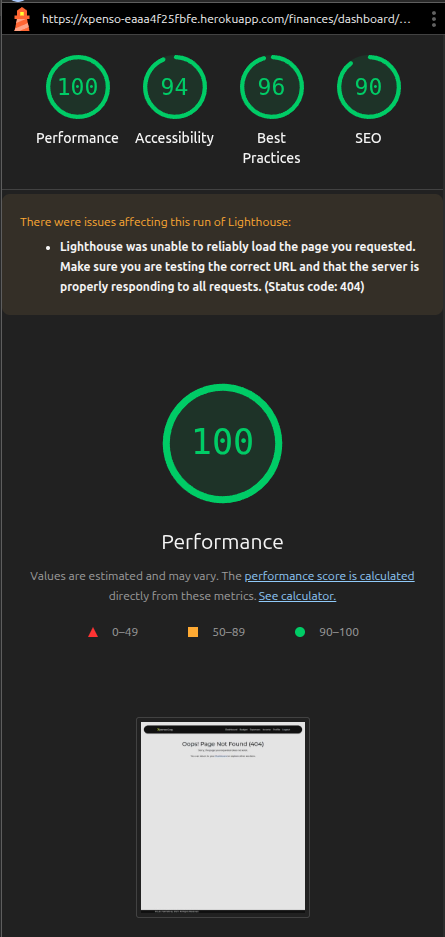 https://xpenso-eaaa4f25fbfe.herokuapp.com/finances/dashboard/...
100
94
96
90
Performance
Accessibility
Best
Practices
SEO
There were issues affecting this run of Lighthouse:
Lighthouse was unable to reliably load the page you requested.
Make sure you are testing the correct URL and that the server is
properly responding to all requests. (Status code: 404)
100
Performance
Values are estimated and may vary. The performance score is calculated
directly from these metrics. See calculator.
0–49
50–89
90–100
Oops! Page Not Found (404)